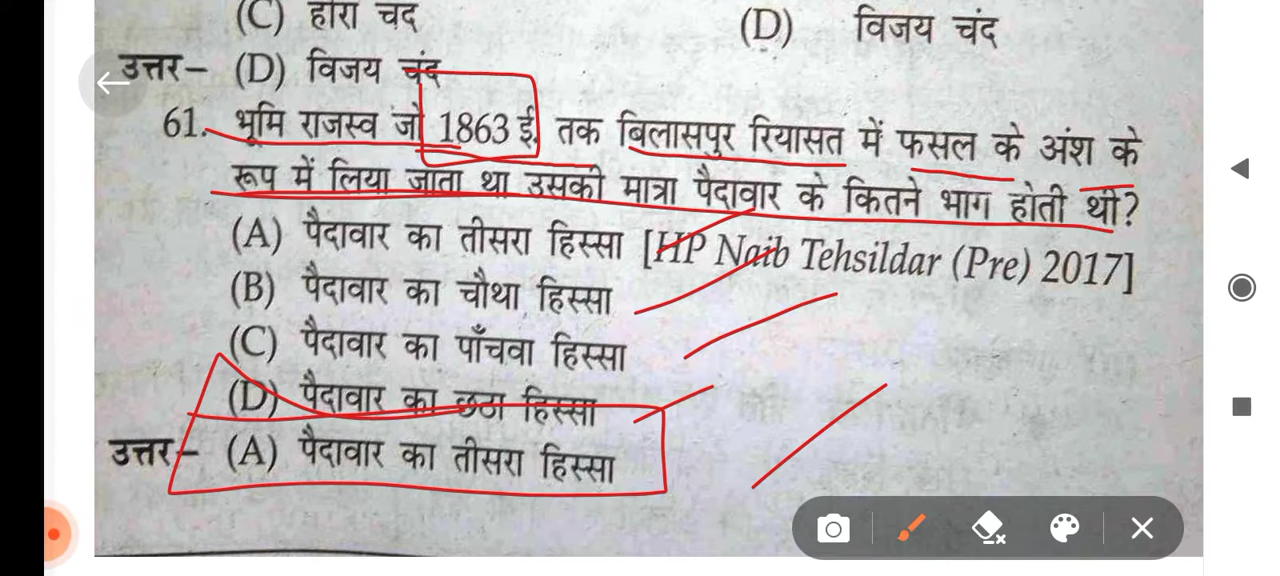 (C) हीरा चंद (D) विजय चंद
उत्तर– (D) विजय चंद
61. भूमि राजस्व जो 1863 ई. तक बिलासपुर रियासत में फसल के अंश के
रूप में लिया जाता था उसकी मात्रा पैदावार के कितने भाग होती थी?
(A) पैदावार का तीसरा हिस्सा [HP Naib Tehsildar (Pre) 2017]
(B) पैदावार का चौथा हिस्सा
(C) पैदावार का पाँचवा हिस्सा
(D) पैदावार का छठा हिस्सा
उत्तर– (A) पैदावार का तीसरा हिस्सा